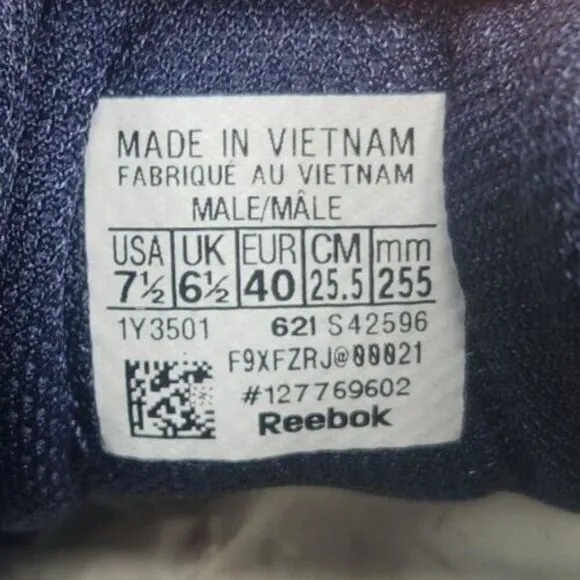 MADE IN VIETNAM
FABRIQUÉ AU VIETNAM
MALE/MÂLE
USA UK EUR CM mm
7½ 6½ 40 25.5 255
1Y3501 621 S42596
F9XFZRJ@00021
#127769602
Reebok